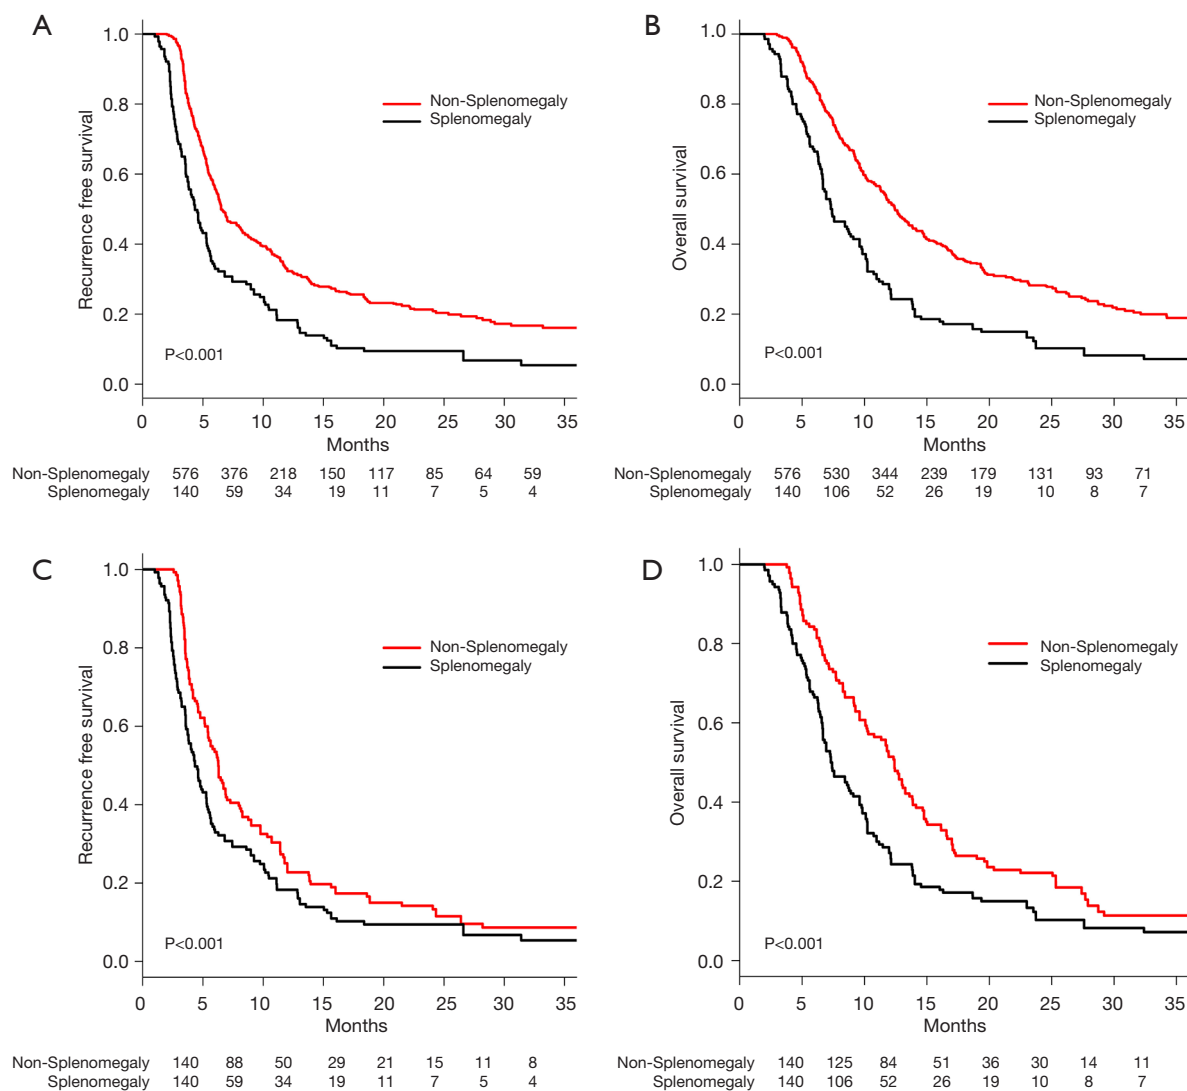 A
1.0
0.8
0.6
0.4
0.2
0.0
Recurrence free survival
Non-Splenomegaly
Splenomegaly
P<0.001
0 5 10 15 20 25 30 35
Months
Non-Splenomegaly 576 376 218 150 117 85 64 59
Splenomegaly 140 59 34 19 11 7 5 4
B
1.0
0.8
0.6
0.4
0.2
0.0
Overall survival
Non-Splenomegaly
Splenomegaly
P<0.001
0 5 10 15 20 25 30 35
Months
Non-Splenomegaly 576 530 344 239 179 131 93 71
Splenomegaly 140 106 52 26 19 10 8 7
C
1.0
0.8
0.6
0.4
0.2
0.0
Recurrence free survival
Non-Splenomegaly
Splenomegaly
P<0.001
0 5 10 15 20 25 30 35
Months
Non-Splenomegaly 140 88 50 29 21 15 11 8
Splenomegaly 140 59 34 19 11 7 5 4
D
1.0
0.8
0.6
0.4
0.2
0.0
Overall survival
Non-Splenomegaly
Splenomegaly
P<0.001
0 5 10 15 20 25 30 35
Months
Non-Splenomegaly 140 125 84 51 36 30 14 11
Splenomegaly 140 106 52 26 19 10 8 7